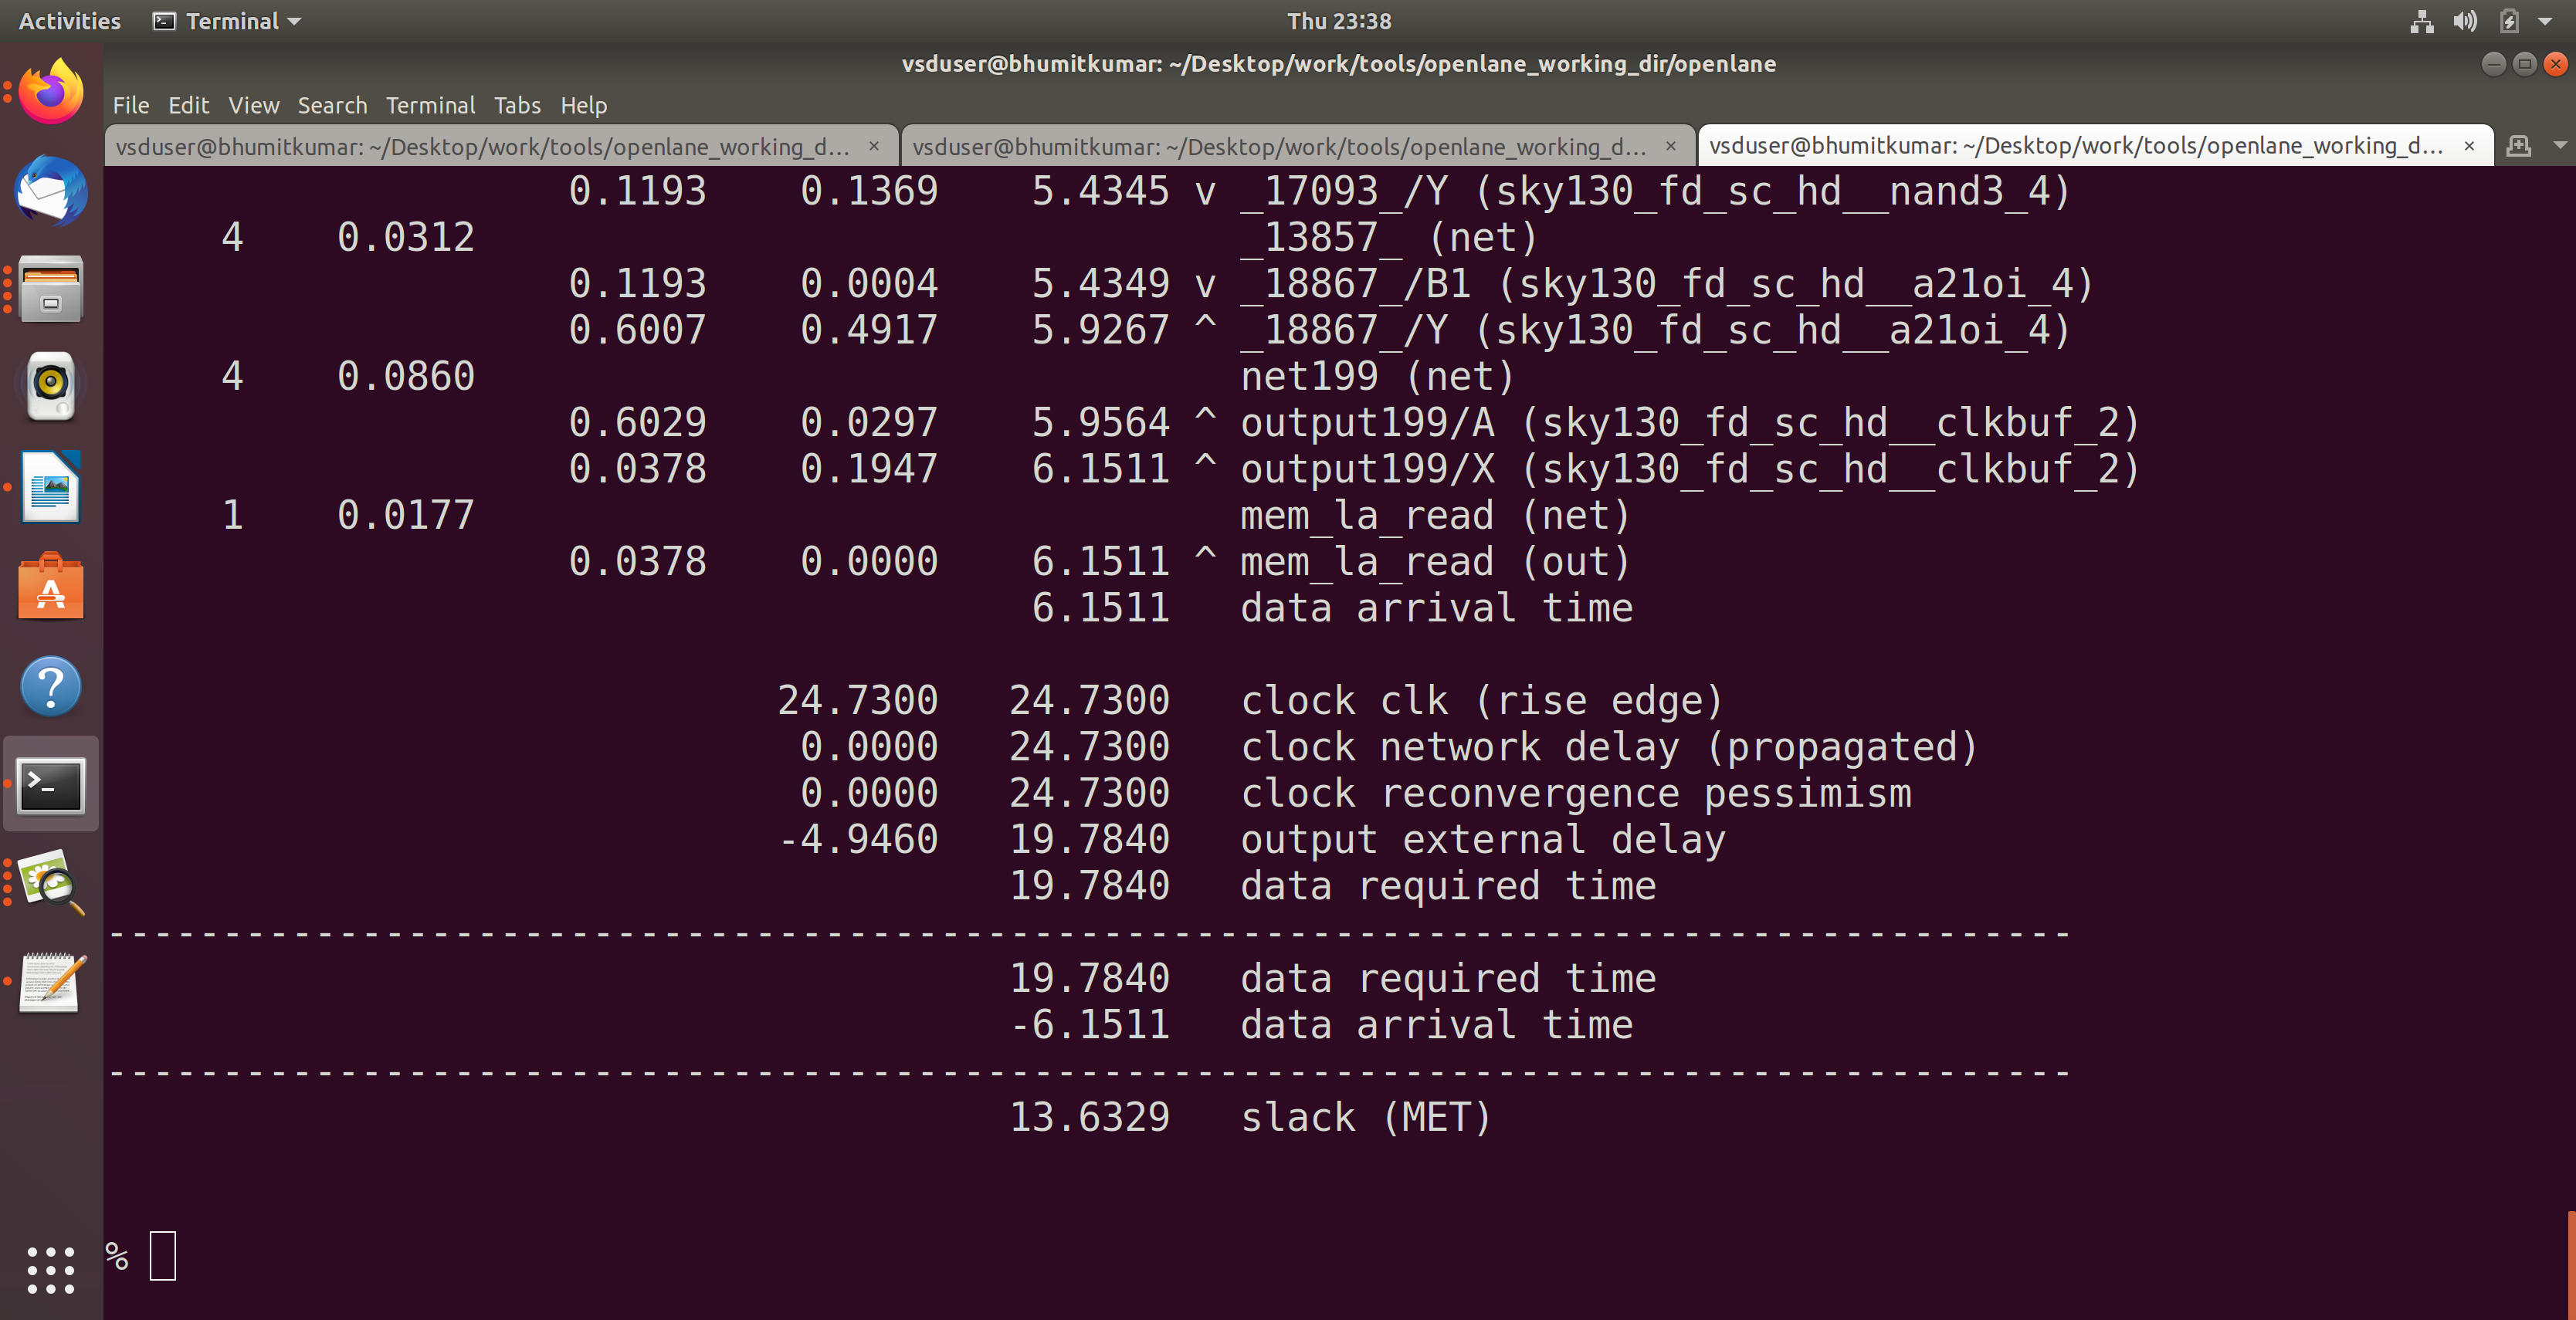 Activities Terminal Thu 23:38
vsduser@bhumitkumar: ~/Desktop/work/tools/openlane_working_dir/openlane
File Edit View Search Terminal Tabs Help
vsduser@bhumitkumar: ~/Desktop/work/tools/openlane_working_d... × vsduser@bhumitkumar: ~/Desktop/work/tools/openlane_working_d... × vsduser@bhumitkumar: ~/Desktop/work/tools/openlane_working_d... ×
0.1193 0.1369 5.4345 v _17093_/Y (sky130_fd_sc_hd__nand3_4)
4 0.0312 _13857_ (net)
0.1193 0.0004 5.4349 v _18867_/B1 (sky130_fd_sc_hd__a21oi_4)
0.6007 0.4917 5.9267 ^ _18867_/Y (sky130_fd_sc_hd__a21oi_4)
4 0.0860 net199 (net)
0.6029 0.0297 5.9564 ^ output199/A (sky130_fd_sc_hd__clkbuf_2)
0.0378 0.1947 6.1511 ^ output199/X (sky130_fd_sc_hd__clkbuf_2)
1 0.0177 mem_la_read (net)
0.0378 0.0000 6.1511 ^ mem_la_read (out)
6.1511 data arrival time
24.7300 24.7300 clock clk (rise edge)
0.0000 24.7300 clock network delay (propagated)
0.0000 24.7300 clock reconvergence pessimism
-4.9460 19.7840 output external delay
19.7840 data required time
-------------------------------------------------------------------------------------
19.7840 data required time
-6.1511 data arrival time
-------------------------------------------------------------------------------------
13.6329 slack (MET)
%